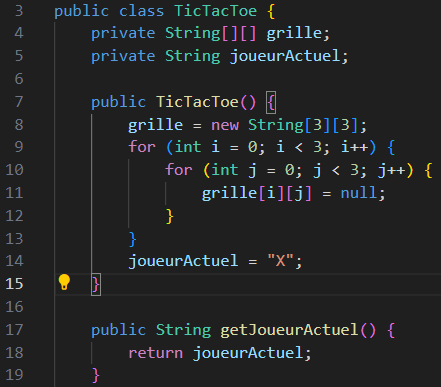 3 public class TicTacToe {
4     private String[][] grille;
5     private String joueurActuel;
6
7     public TicTacToe() {
8         grille = new String[3][3];
9         for (int i = 0; i < 3; i++) {
10             for (int j = 0; j < 3; j++) {
11                 grille[i][j] = null;
12             }
13         }
14         joueurActuel = "X";
15     }
16
17     public String getJoueurActuel() {
18         return joueurActuel;
19     }